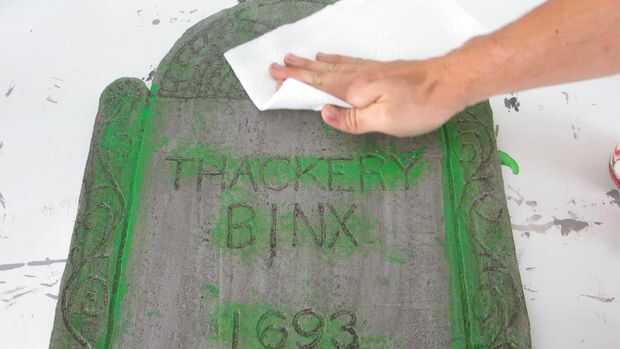 THACKERY
BINX
1693